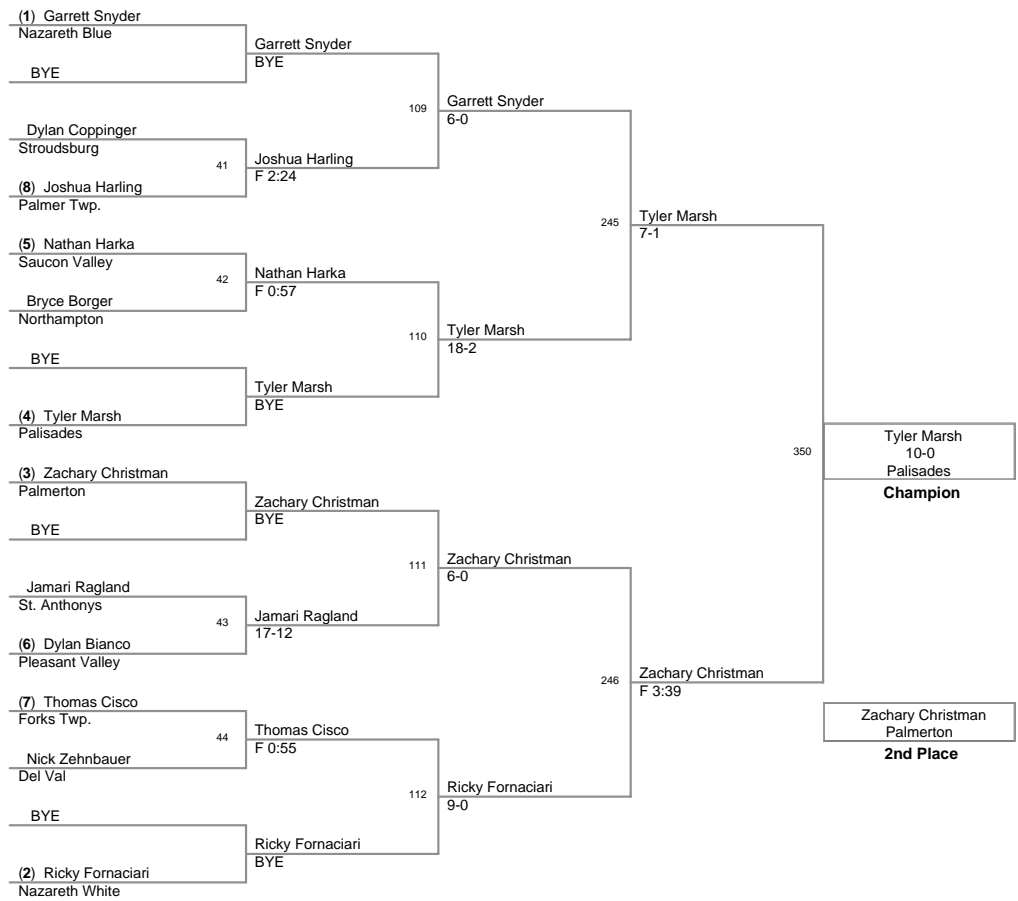 (1) Garrett Snyder
Nazareth Blue
BYE
Dylan Coppinger
Stroudsburg
(8) Joshua Harling
Palmer Twp.
(5) Nathan Harka
Saucon Valley
Bryce Borger
Northampton
BYE
(4) Tyler Marsh
Palisades
(3) Zachary Christman
Palmerton
BYE
Jamari Ragland
St. Anthonys
(6) Dylan Bianco
Pleasant Valley
(7) Thomas Cisco
Forks Twp.
Nick Zehnbauer
Del Val
BYE
(2) Ricky Fornaciari
Nazareth White
Garrett Snyder
BYE
41
Joshua Harling
F 2:24
42
Nathan Harka
F 0:57
Tyler Marsh
BYE
Zachary Christman
BYE
43
Jamari Ragland
17-12
44
Thomas Cisco
F 0:55
Ricky Fornaciari
BYE
109
Garrett Snyder
6-0
110
Tyler Marsh
18-2
111
Zachary Christman
6-0
112
Ricky Fornaciari
9-0
245
Tyler Marsh
7-1
246
Zachary Christman
F 3:39
350
Tyler Marsh
10-0
Palisades
Champion
Zachary Christman
Palmerton
2nd Place